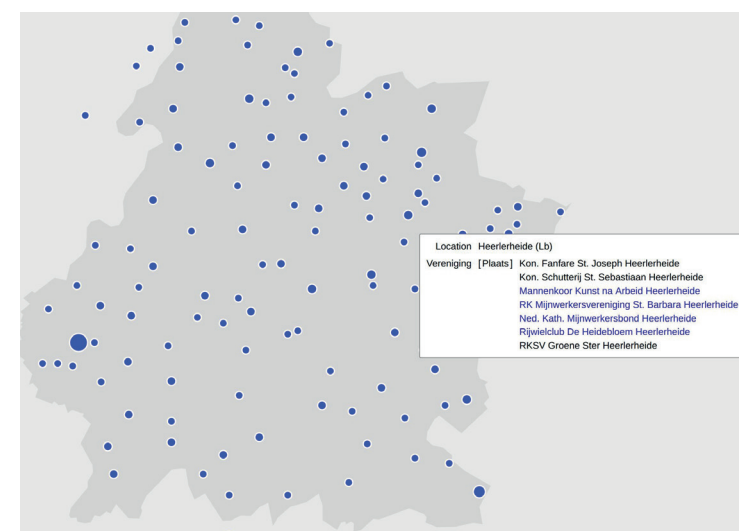 Location Heerlerheide (Lb)
Vereniging [Plaats] Kon. Fanfare St. Joseph Heerlerheide
Kon. Schutterij St. Sebastiaan Heerlerheide
Mannenkoor Kunst na Arbeid Heerlerheide
RK Mijnwerkersvereniging St. Barbara Heerlerheide
Ned. Kath. Mijnwerkersbond Heerlerheide
Rijwielclub De Heidebloem Heerlerheide
RKSV Groene Ster Heerlerheide